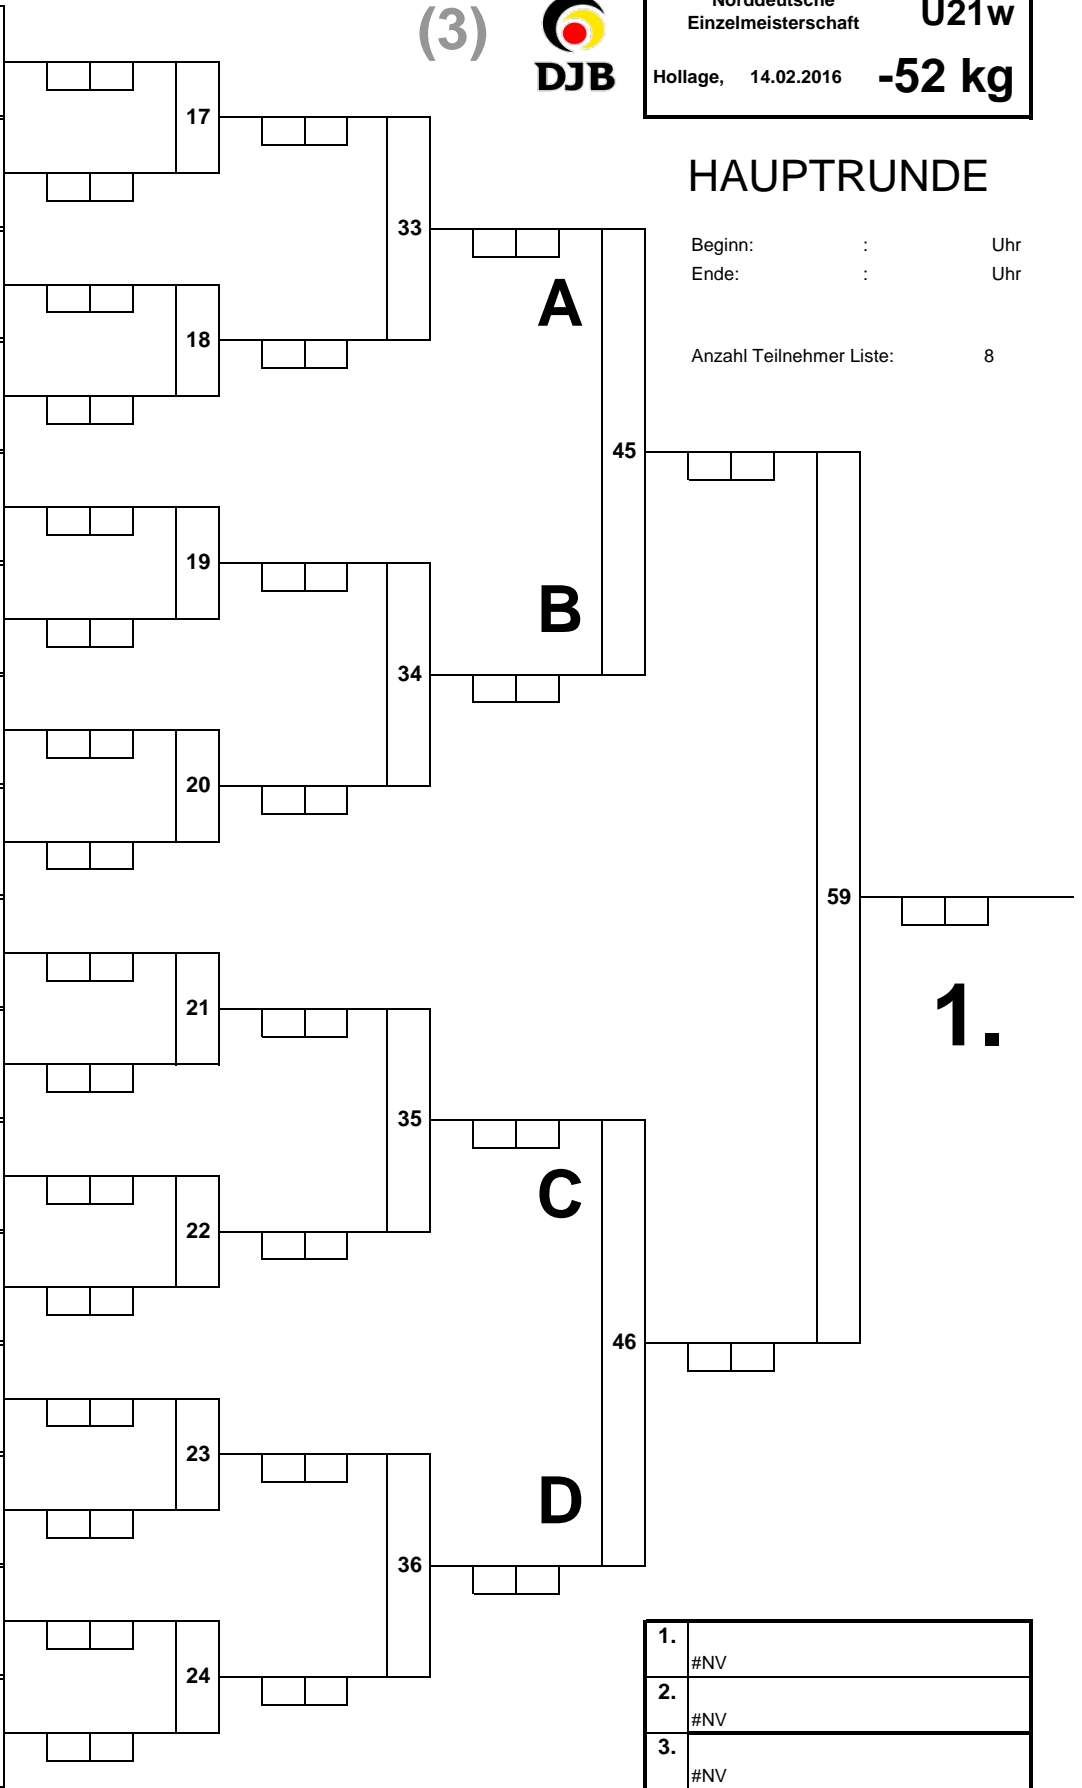 (3)
DJB
Norddeutsche
Einzelmeisterschaft
U21w
Hollage, 14.02.2016 -52 kg
HAUPTRUNDE
Beginn: : Uhr
Ende: : Uhr
Anzahl Teilnehmer Liste: 8
17
33
A
18
45
19
B
34
20
59
1.
21
35
C
22
46
23
D
36
24
1.
#NV
2.
#NV
3.
#NV